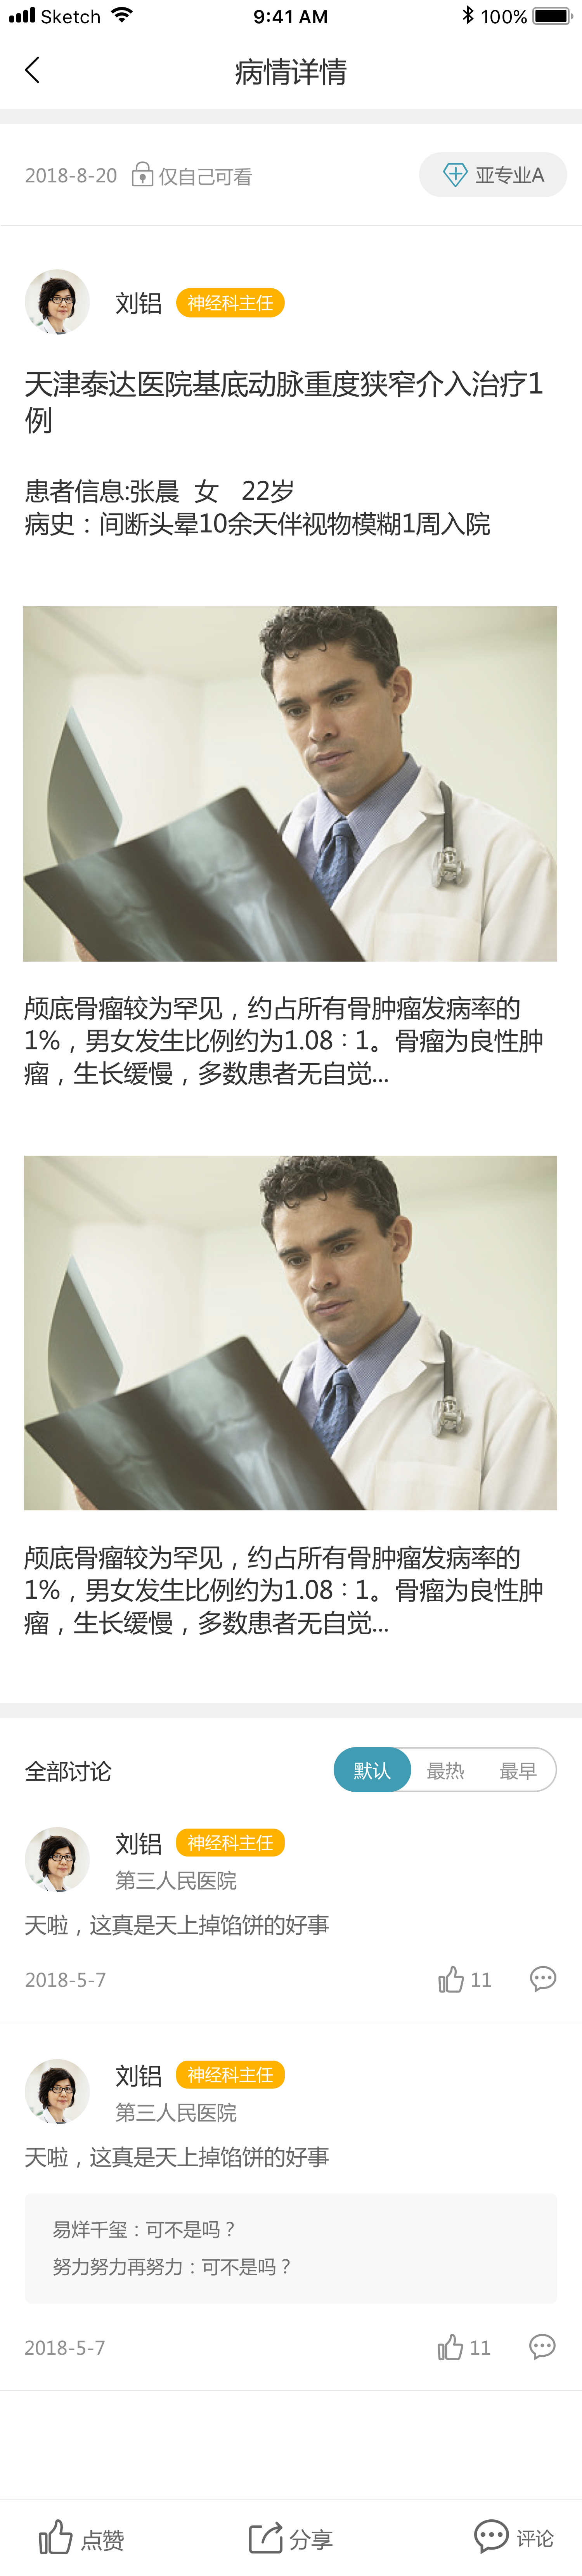 Sketch 9:41 AM 100%
病情详情
2018-8-20 仅自己可看 亚专业A
刘铝 神经科主任
天津泰达医院基底动脉重度狭窄介入治疗1
例
患者信息:张晨 女 22岁
病史：间断头晕10余天伴视物模糊1周入院
颅底骨瘤较为罕见，约占所有骨肿瘤发病率的
1%，男女发生比例约为1.08：1。骨瘤为良性肿
瘤，生长缓慢，多数患者无自觉...
颅底骨瘤较为罕见，约占所有骨肿瘤发病率的
1%，男女发生比例约为1.08：1。骨瘤为良性肿
瘤，生长缓慢，多数患者无自觉...
全部讨论 默认 最热 最早
刘铝 神经科主任
第三人民医院
天啦，这真是天上掉馅饼的好事
2018-5-7 11
刘铝 神经科主任
第三人民医院
天啦，这真是天上掉馅饼的好事
易烊千玺：可不是吗？
努力努力再努力：可不是吗？
2018-5-7 11
点赞 分享 评论